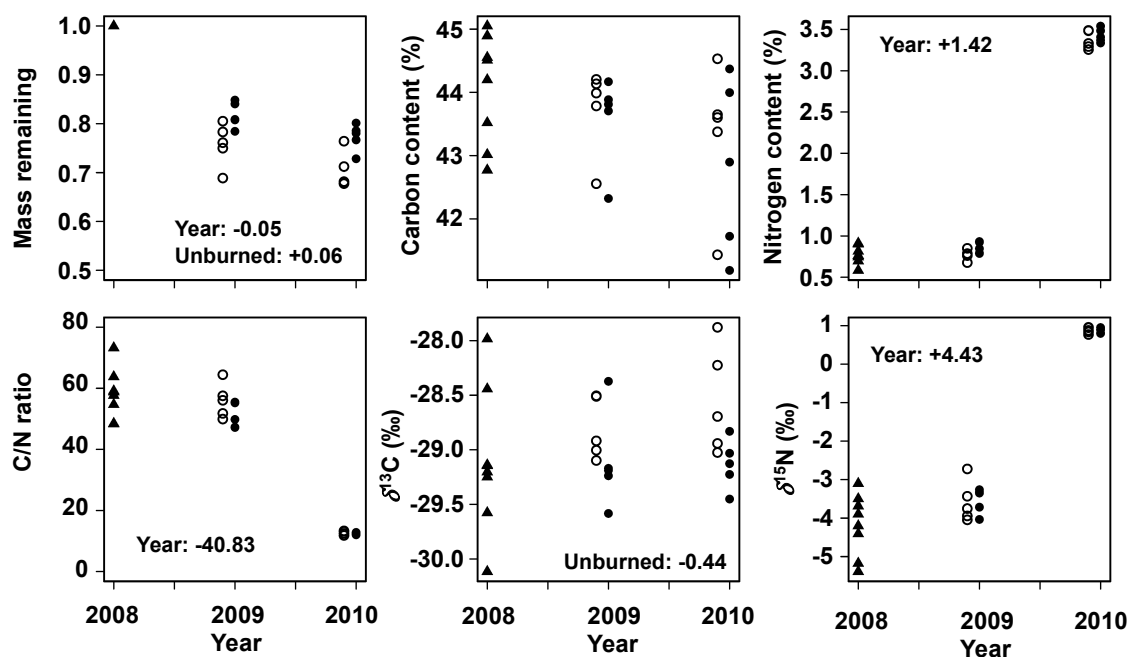 Mass remaining
1.0
0.9
0.8
0.7
0.6
0.5
Year: -0.05
Unburned: +0.06
Carbon content (%)
45
44
43
42
Nitrogen content (%)
3.5
3.0
2.5
2.0
1.5
1.0
0.5
Year: +1.42
C/N ratio
80
60
40
20
0
Year: -40.83
2008 2009 2010
Year
δ13C (‰)
-28.0
-28.5
-29.0
-29.5
-30.0
Unburned: -0.44
2008 2009 2010
Year
δ15N (‰)
1
0
-1
-2
-3
-4
-5
Year: +4.43
2008 2009 2010
Year